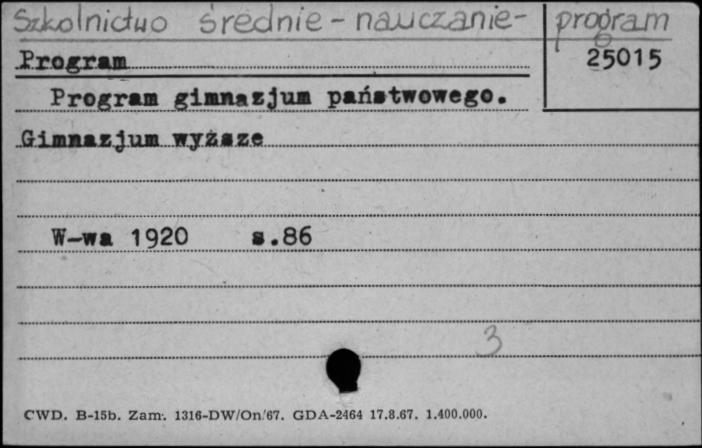 Szkolnictwo średnie - nauczanie - program
Program
25015
Program gimnazjum państwowego.
Gimnazjum wyższe
W-wa 1920 s.86
3
CWD. B-15b. Zam. 1316-DW/On/67. GDA-2464 17.8.67. 1.400.000.